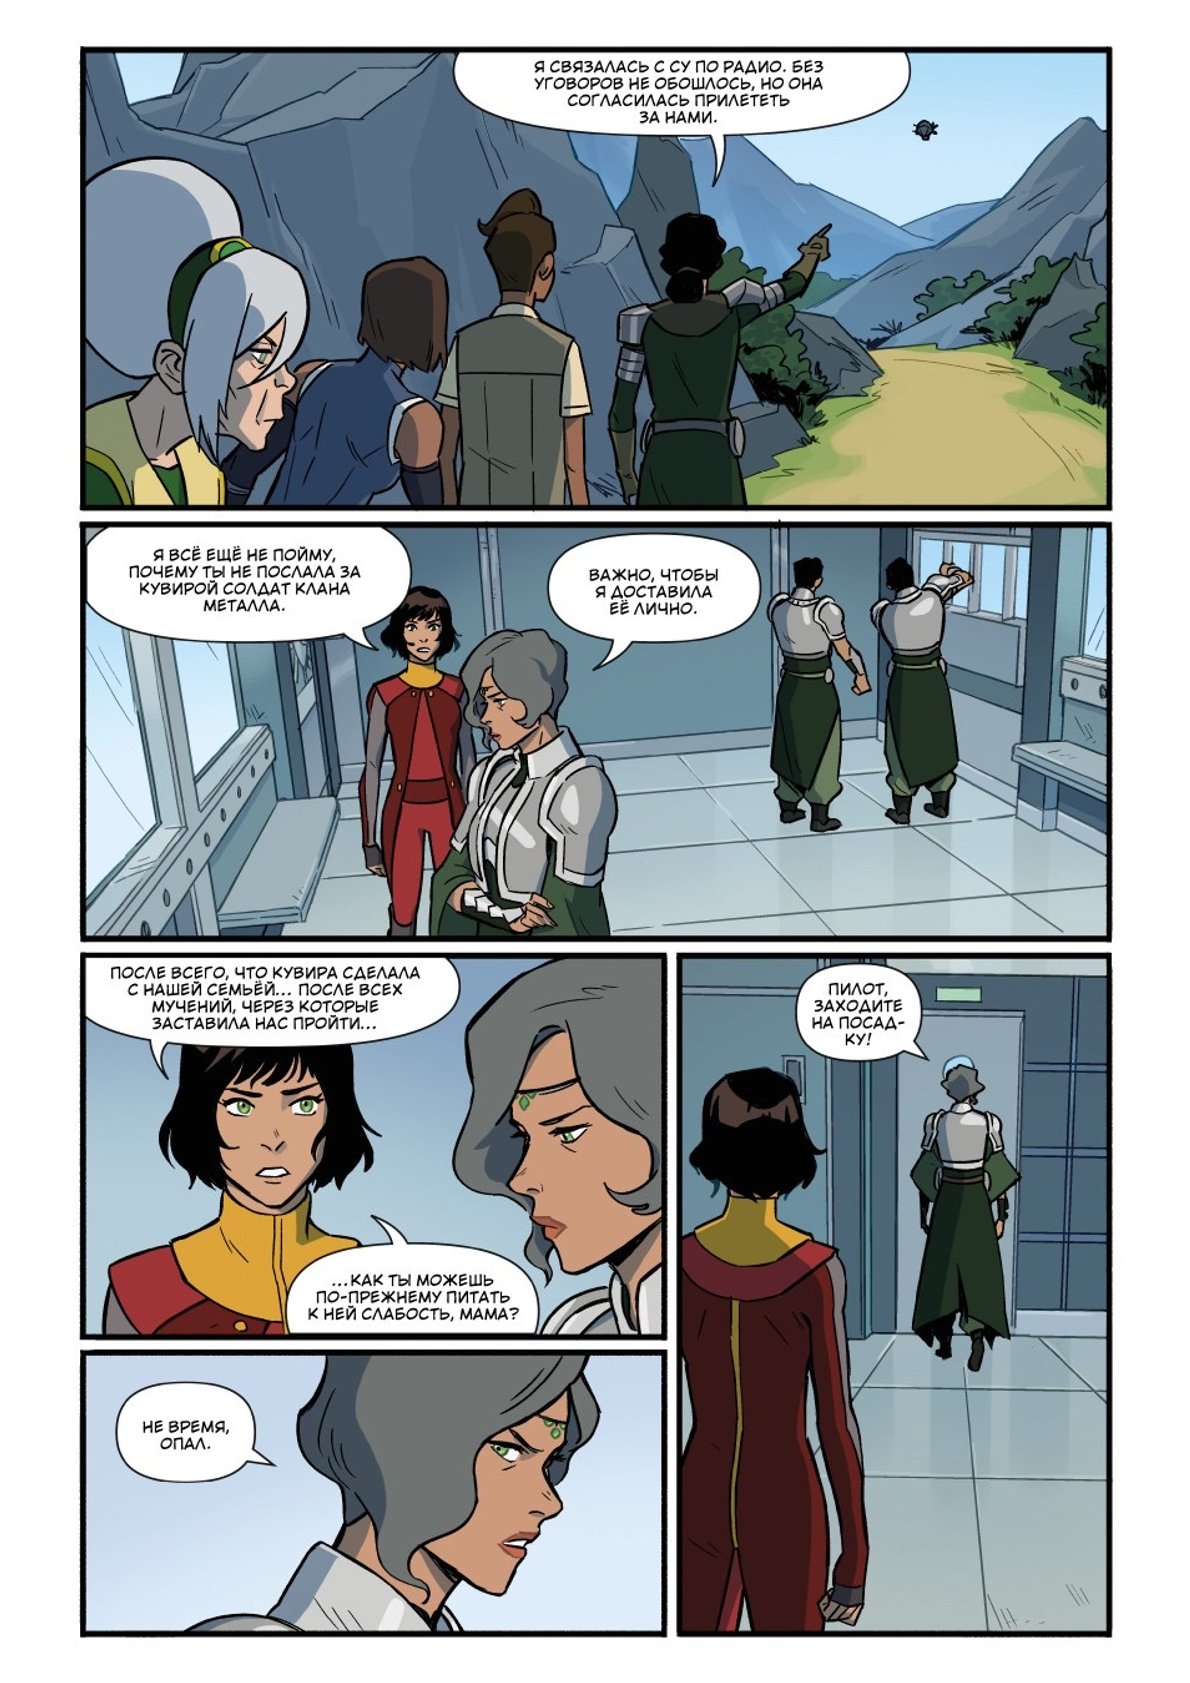 Я СВЯЗАЛАСЬ С СУ ПО РАДИО. БЕЗ
УГОВОРОВ НЕ ОБОШЛОСЬ, НО ОНА
СОГЛАСИЛАСЬ ПРИЛЕТЕТЬ
ЗА НАМИ.
Я ВСЁ ЕЩЁ НЕ ПОЙМУ,
ПОЧЕМУ ТЫ НЕ ПОСЛАЛА ЗА
КУВИРОЙ СОЛДАТ КЛАНА
МЕТАЛЛА.
ВАЖНО, ЧТОБЫ
Я ДОСТАВИЛА
ЕЁ ЛИЧНО.
ПОСЛЕ ВСЕГО, ЧТО КУВИРА СДЕЛАЛА
С НАШЕЙ СЕМЬЁЙ... ПОСЛЕ ВСЕХ
МУЧЕНИЙ, ЧЕРЕЗ КОТОРЫЕ
ЗАСТАВИЛА НАС ПРОЙТИ...
...КАК ТЫ МОЖЕШЬ
ПО-ПРЕЖНЕМУ ПИТАТЬ
К НЕЙ СЛАБОСТЬ, МАМА?
НЕ ВРЕМЯ,
ОПАЛ.
ПИЛОТ,
ЗАХОДИТЕ
НА ПОСАД-
КУ!